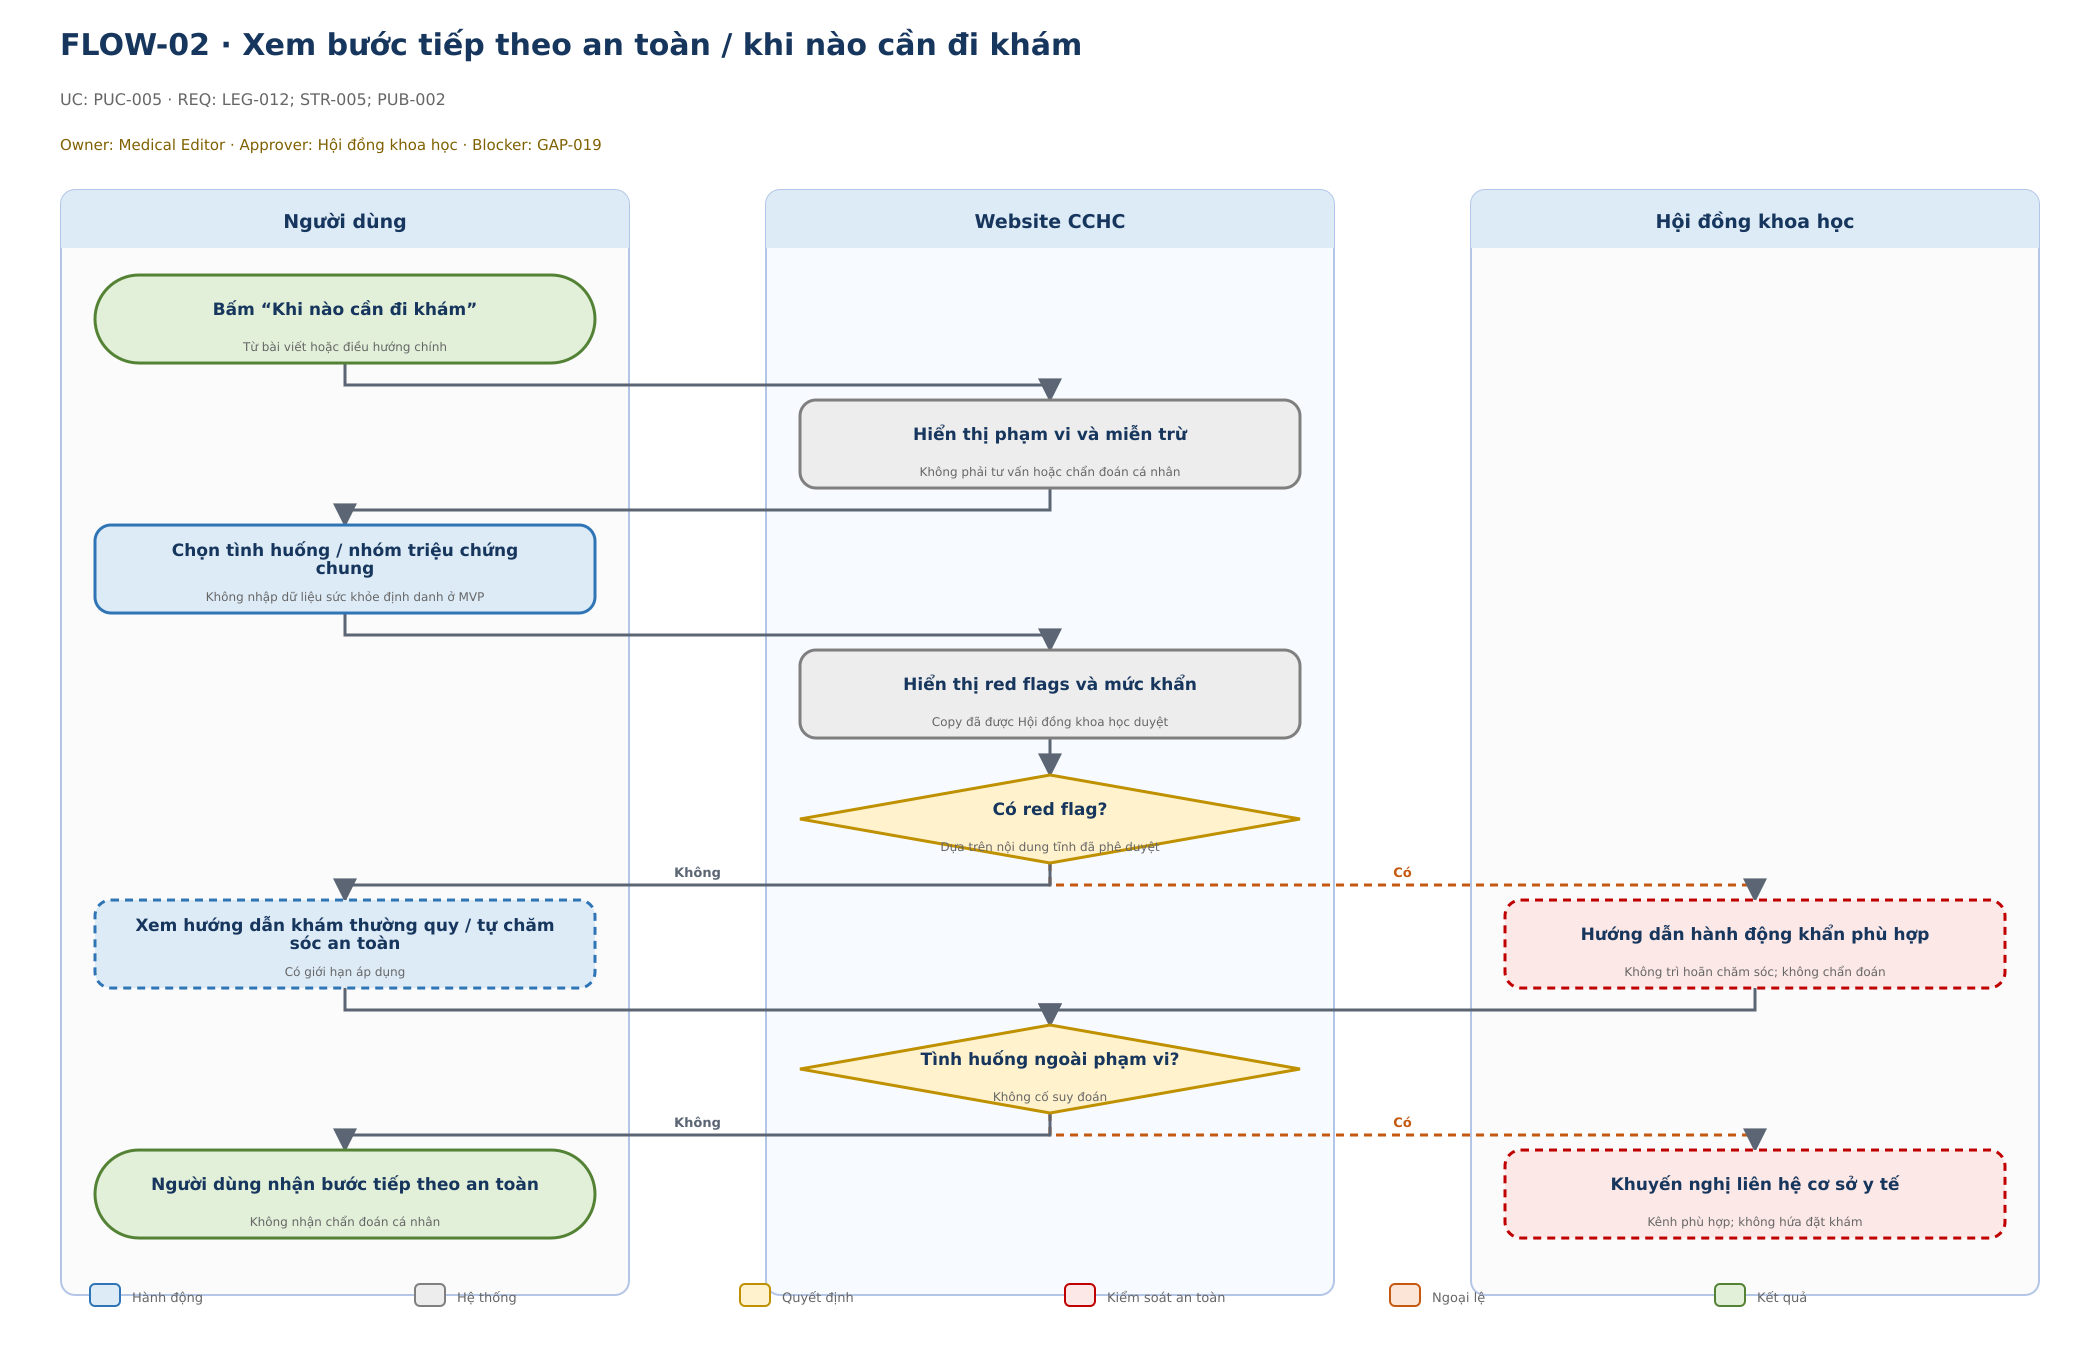 FLOW-02 · Xem bước tiếp theo an toàn / khi nào cần đi khám
UC: PUC-005 · REQ: LEG-012; STR-005; PUB-002
Owner: Medical Editor · Approver: Hội đồng khoa học · Blocker: GAP-019
Người dùng
Website CCHC
Hội đồng khoa học
Bấm “Khi nào cần đi khám”
Từ bài viết hoặc điều hướng chính
Hiển thị phạm vi và miễn trừ
Không phải tư vấn hoặc chẩn đoán cá nhân
Chọn tình huống / nhóm triệu chứng
chung
Không nhập dữ liệu sức khỏe định danh ở MVP
Hiển thị red flags và mức khẩn
Copy đã được Hội đồng khoa học duyệt
Có red flag?
Dựa trên nội dung tĩnh đã phê duyệt
Không
Có
Xem hướng dẫn khám thường quy / tự chăm
sóc an toàn
Có giới hạn áp dụng
Hướng dẫn hành động khẩn phù hợp
Không trì hoãn chăm sóc; không chẩn đoán
Tình huống ngoài phạm vi?
Không cố suy đoán
Không
Có
Người dùng nhận bước tiếp theo an toàn
Không nhận chẩn đoán cá nhân
Khuyến nghị liên hệ cơ sở y tế
Kênh phù hợp; không hứa đặt khám
Hành động
Hệ thống
Quyết định
Kiểm soát an toàn
Ngoại lệ
Kết quả